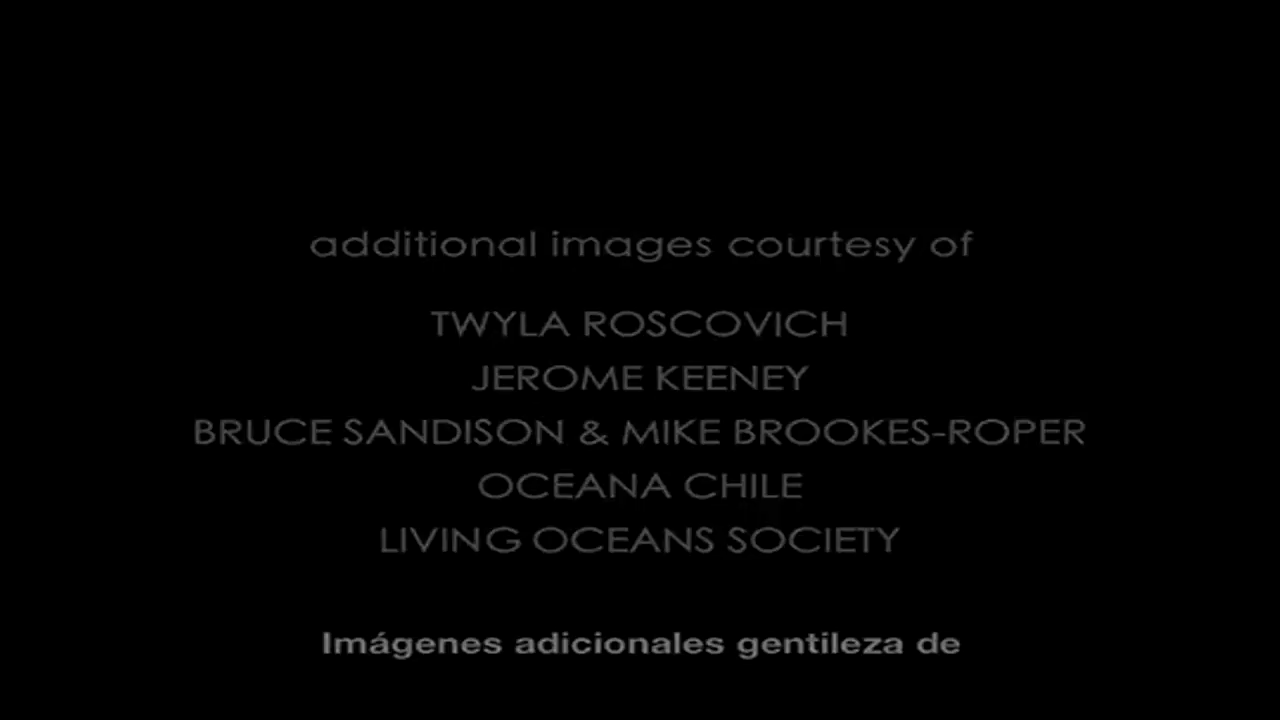 additional images courtesy of
TWYLA ROSCOVICH
JEROME KEENEY
BRUCE SANDISON & MIKE BROOKES-ROPER
OCEANA CHILE
LIVING OCEANS SOCIETY
Imágenes adicionales gentileza de